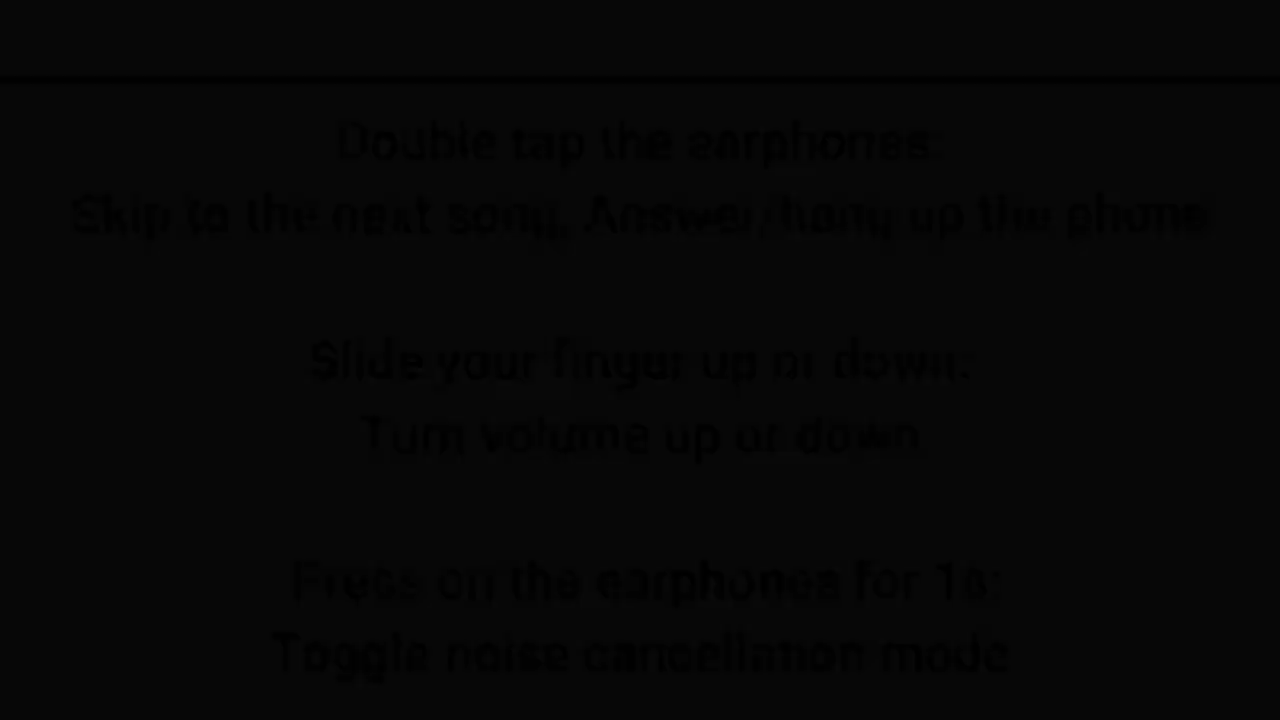 Double tap the earphones:
Skip to the next song, Answer/hang up the phone
Slide your finger up or down:
Turn volume up or down
Press on the earphones for 1s:
Toggle noise cancellation mode